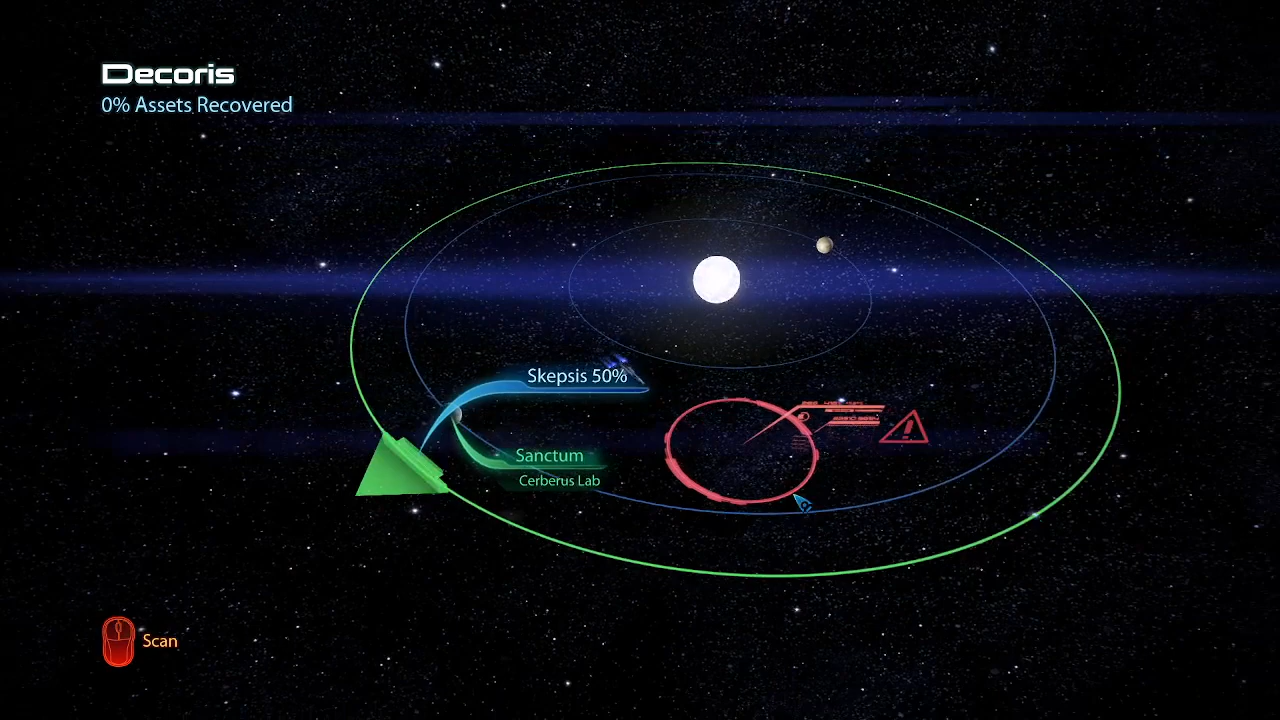 Decoris
0% Assets Recovered
Skepsis 50%
Sanctum
Cerberus Lab
Scan